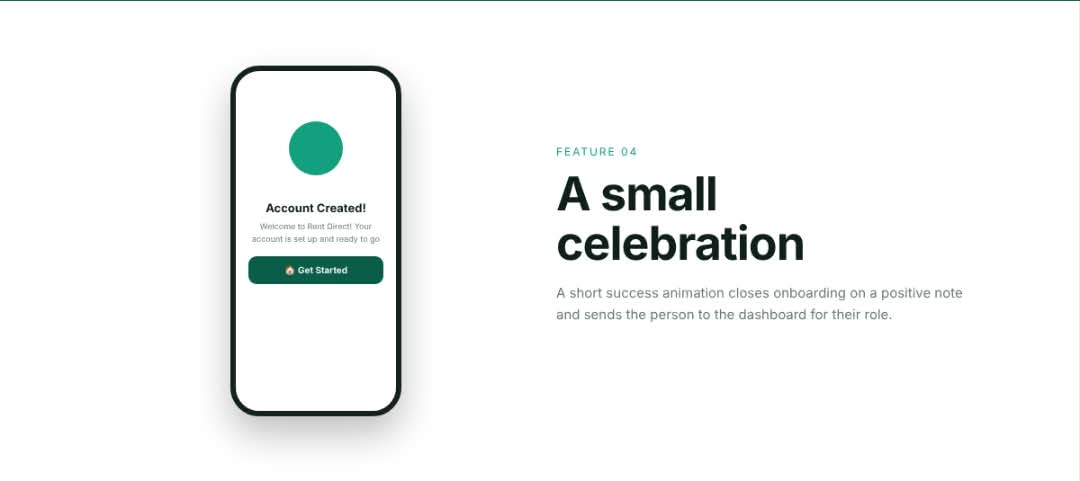 Account Created!
Welcome to Rent Direct! Your
account is set up and ready to go
🏠 Get Started
FEATURE 04
A small
celebration
A short success animation closes onboarding on a positive note
and sends the person to the dashboard for their role.